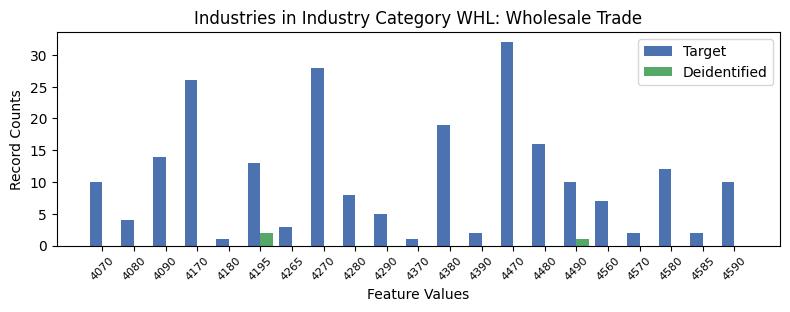 Industries in Industry Category WHL: Wholesale Trade
Target
Deidentified
Record Counts
30
25
20
15
10
5
0
4070 4080 4090 4170 4180 4195 4265 4270 4280 4290 4370 4380 4390 4470 4480 4490 4560 4570 4580 4585 4590
Feature Values